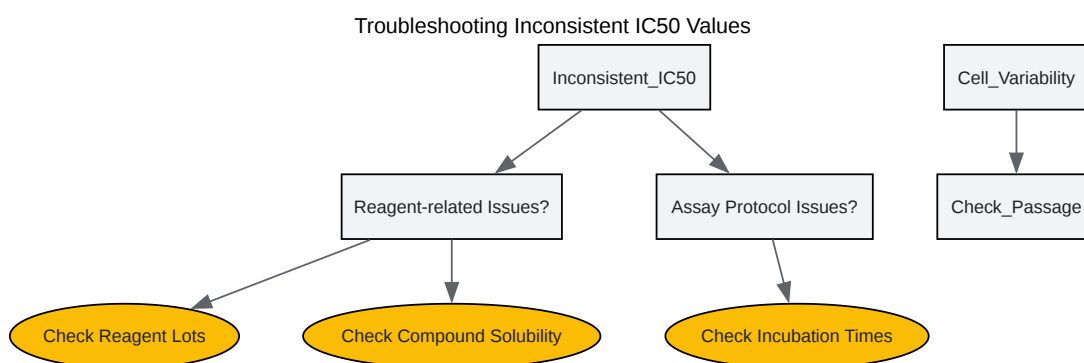 Troubleshooting Inconsistent IC50 Values
Inconsistent_IC50
Cell_Variability
Reagent-related Issues?
Assay Protocol Issues?
Check_Passage
Check Reagent Lots
Check Compound Solubility
Check Incubation Times